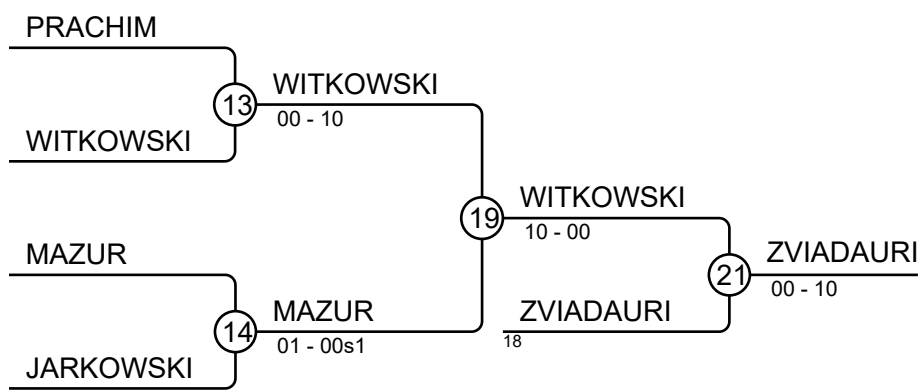 PRACHIM
13
WITKOWSKI
00 - 10
WITKOWSKI
19
WITKOWSKI
10 - 00
MAZUR
21
ZVIADAURI
00 - 10
14
MAZUR
01 - 00s1
ZVIADAURI
18
JARKOWSKI